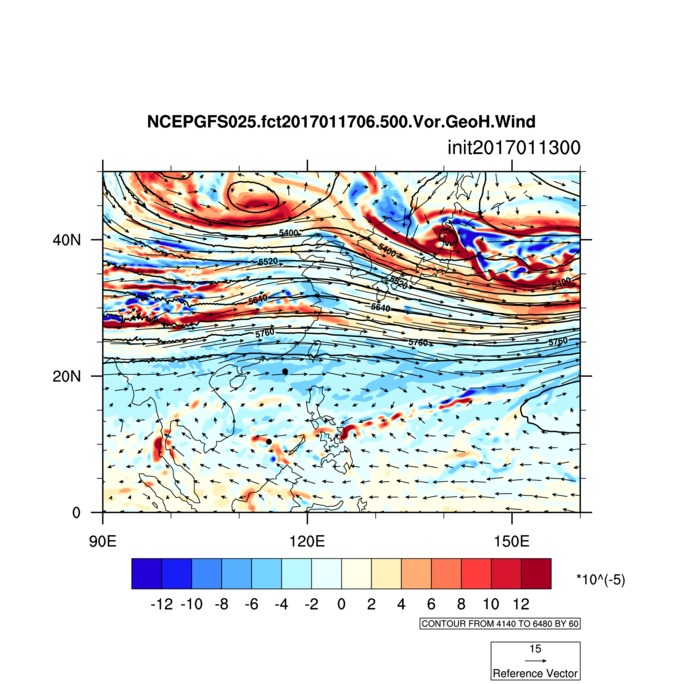 NCEPGFS025.fct2017011706.500.Vor.GeoH.Wind
init2017011300
5400
40N
5400
5520
5520
5400
5640
5640
5760
5760
5760
20N
0
90E 120E 150E
*10^(-5)
-12 -10 -8 -6 -4 -2 0 2 4 6 8 10 12
CONTOUR FROM 4140 TO 6480 BY 60
15
Reference Vector